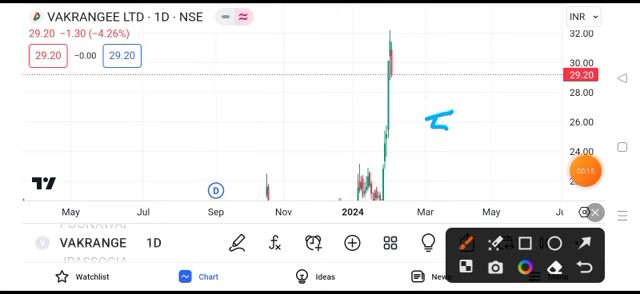 VAKRANGEE LTD · 1D · NSE
INR
29.20 −1.30 (−4.26%)
29.20 −0.00 29.20
32.00
30.00
29.20
28.00
26.00
24.00
00:15
D
May Jul Sep Nov 2024 Mar May
V VAKRANGE 1D
Watchlist Chart Ideas News